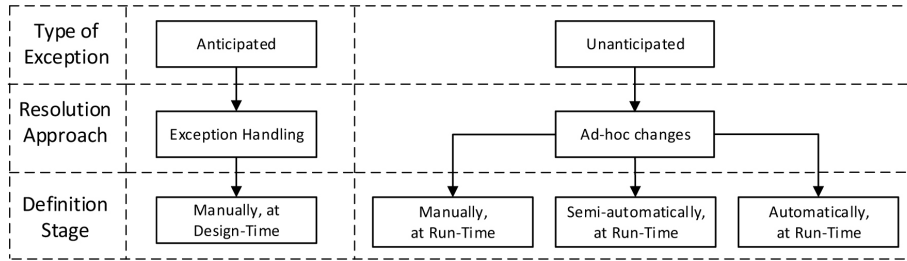 Type of
Exception
Anticipated
Unanticipated
Resolution
Approach
Exception Handling
Ad-hoc changes
Definition
Stage
Manually, at
Design-Time
Manually,
at Run-Time
Semi-automatically,
at Run-Time
Automatically,
at Run-Time